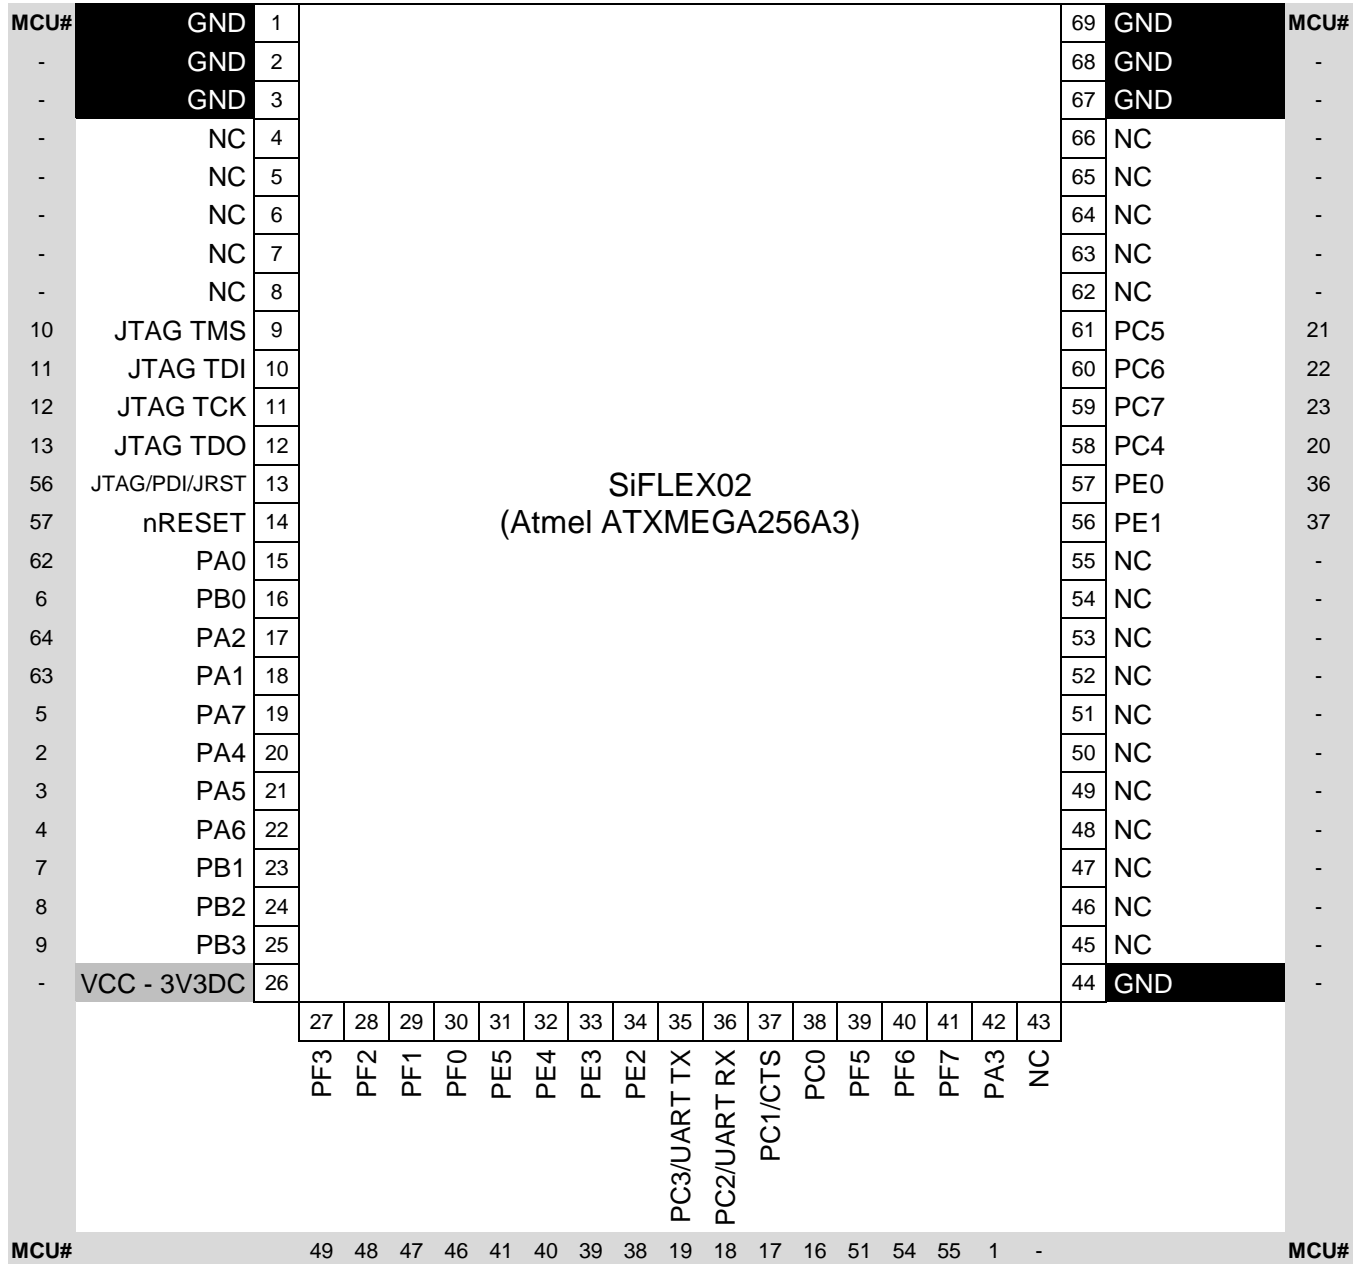 MCU# GND 1 69 GND MCU#
- GND 2 68 GND -
- GND 3 67 GND -
- NC 4 66 NC -
- NC 5 65 NC -
- NC 6 64 NC -
- NC 7 63 NC -
- NC 8 62 NC -
10 JTAG TMS 9 61 PC5 21
11 JTAG TDI 10 60 PC6 22
12 JTAG TCK 11 59 PC7 23
13 JTAG TDO 12 58 PC4 20
56 JTAG/PDI/JRST 13 SiFLEX02 57 PE0 36
57 nRESET 14 (Atmel ATXMEGA256A3) 56 PE1 37
62 PA0 15 55 NC -
6 PB0 16 54 NC -
64 PA2 17 53 NC -
63 PA1 18 52 NC -
5 PA7 19 51 NC -
2 PA4 20 50 NC -
3 PA5 21 49 NC -
4 PA6 22 48 NC -
7 PB1 23 47 NC -
8 PB2 24 46 NC -
9 PB3 25 45 NC -
- VCC - 3V3DC 26 44 GND -
27 28 29 30 31 32 33 34 35 36 37 38 39 40 41 42 43
PF3 PF2 PF1 PF0 PE5 PE4 PE3 PE2 PC3/UART TX PC2/UART RX PC1/CTS PC0 PF5 PF6 PF7 PA3 NC
MCU# 49 48 47 46 41 40 39 38 19 18 17 16 51 54 55 1 - MCU#